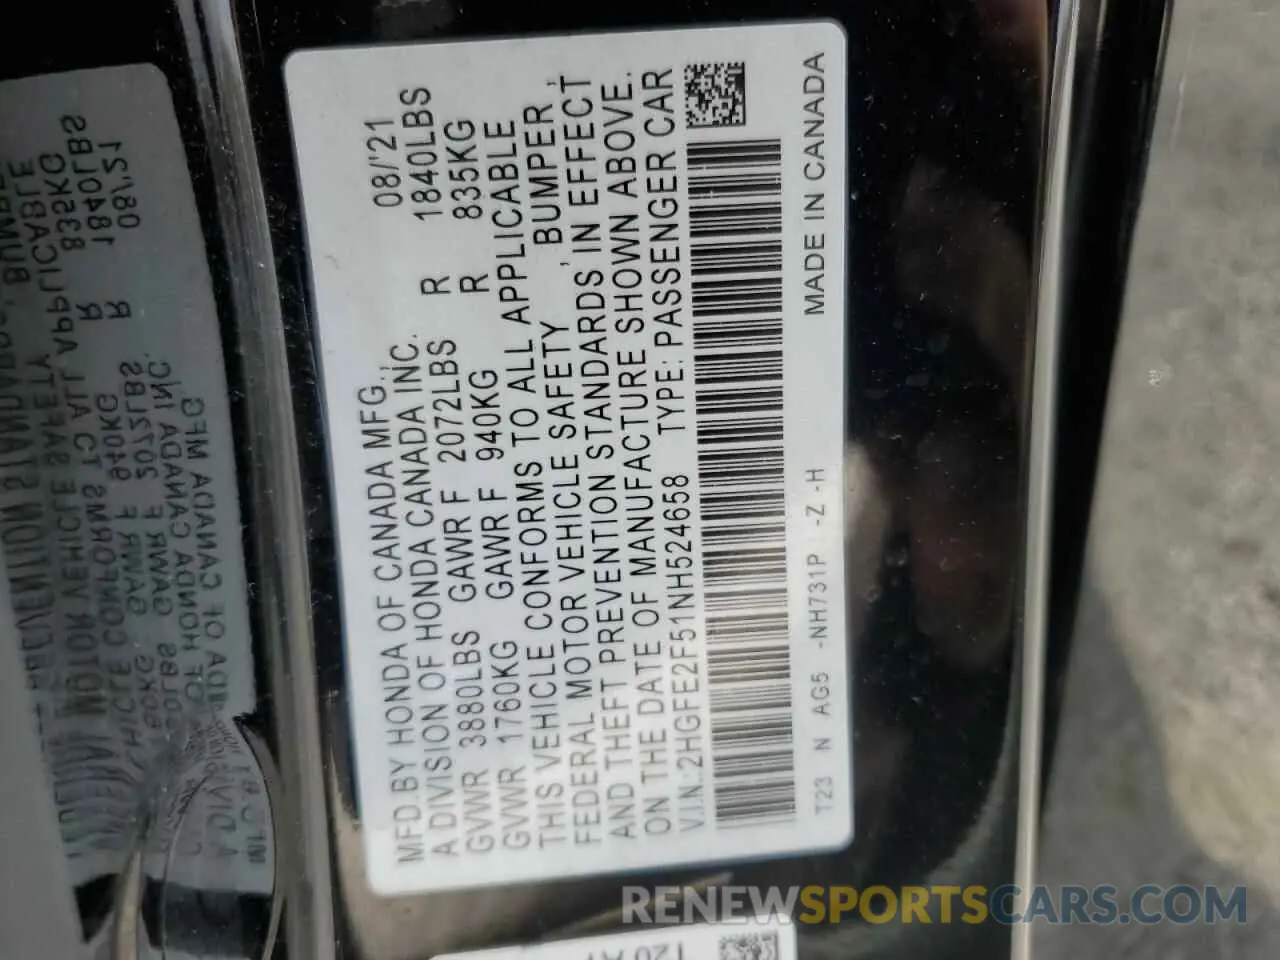 MFD BY HONDA OF CANADA MFG., 08/'21
A DIVISION OF HONDA CANADA INC.
GVWR 3880LBS GAWR F 2072LBS R 1840LBS
GVWR 1760KG GAWR F 940KG R 835KG
THIS VEHICLE CONFORMS TO ALL APPLICABLE
FEDERAL MOTOR VEHICLE SAFETY, BUMPER,
AND THEFT PREVENTION STANDARDS IN EFFECT
ON THE DATE OF MANUFACTURE SHOWN ABOVE.
V.I.N.:2HGFE2F51NH524658 TYPE: PASSENGER CAR
T23 N AG5 -NH731P -Z -H MADE IN CANADA
RENEWSPORTSCARS.COM